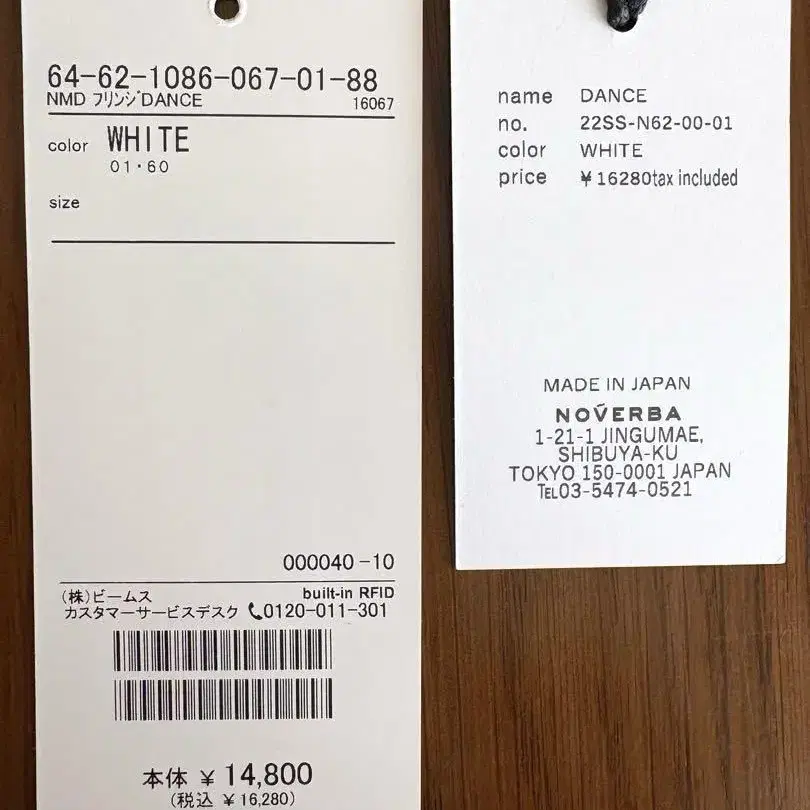 64-62-1086-067-01-88
NMD フリンジDANCE 16067
color WHITE
01・60
size
000040-10
(株)ビームス built-in RFID
カスタマーサービスデスク 0120-011-301
本体 ¥ 14,800
(税込 ¥ 16,280)
name DANCE
no. 22SS-N62-00-01
color WHITE
price ¥16280tax included
MADE IN JAPAN
NOVERBA
1-21-1 JINGUMAE,
SHIBUYA-KU
TOKYO 150-0001 JAPAN
TEL03-5474-0521